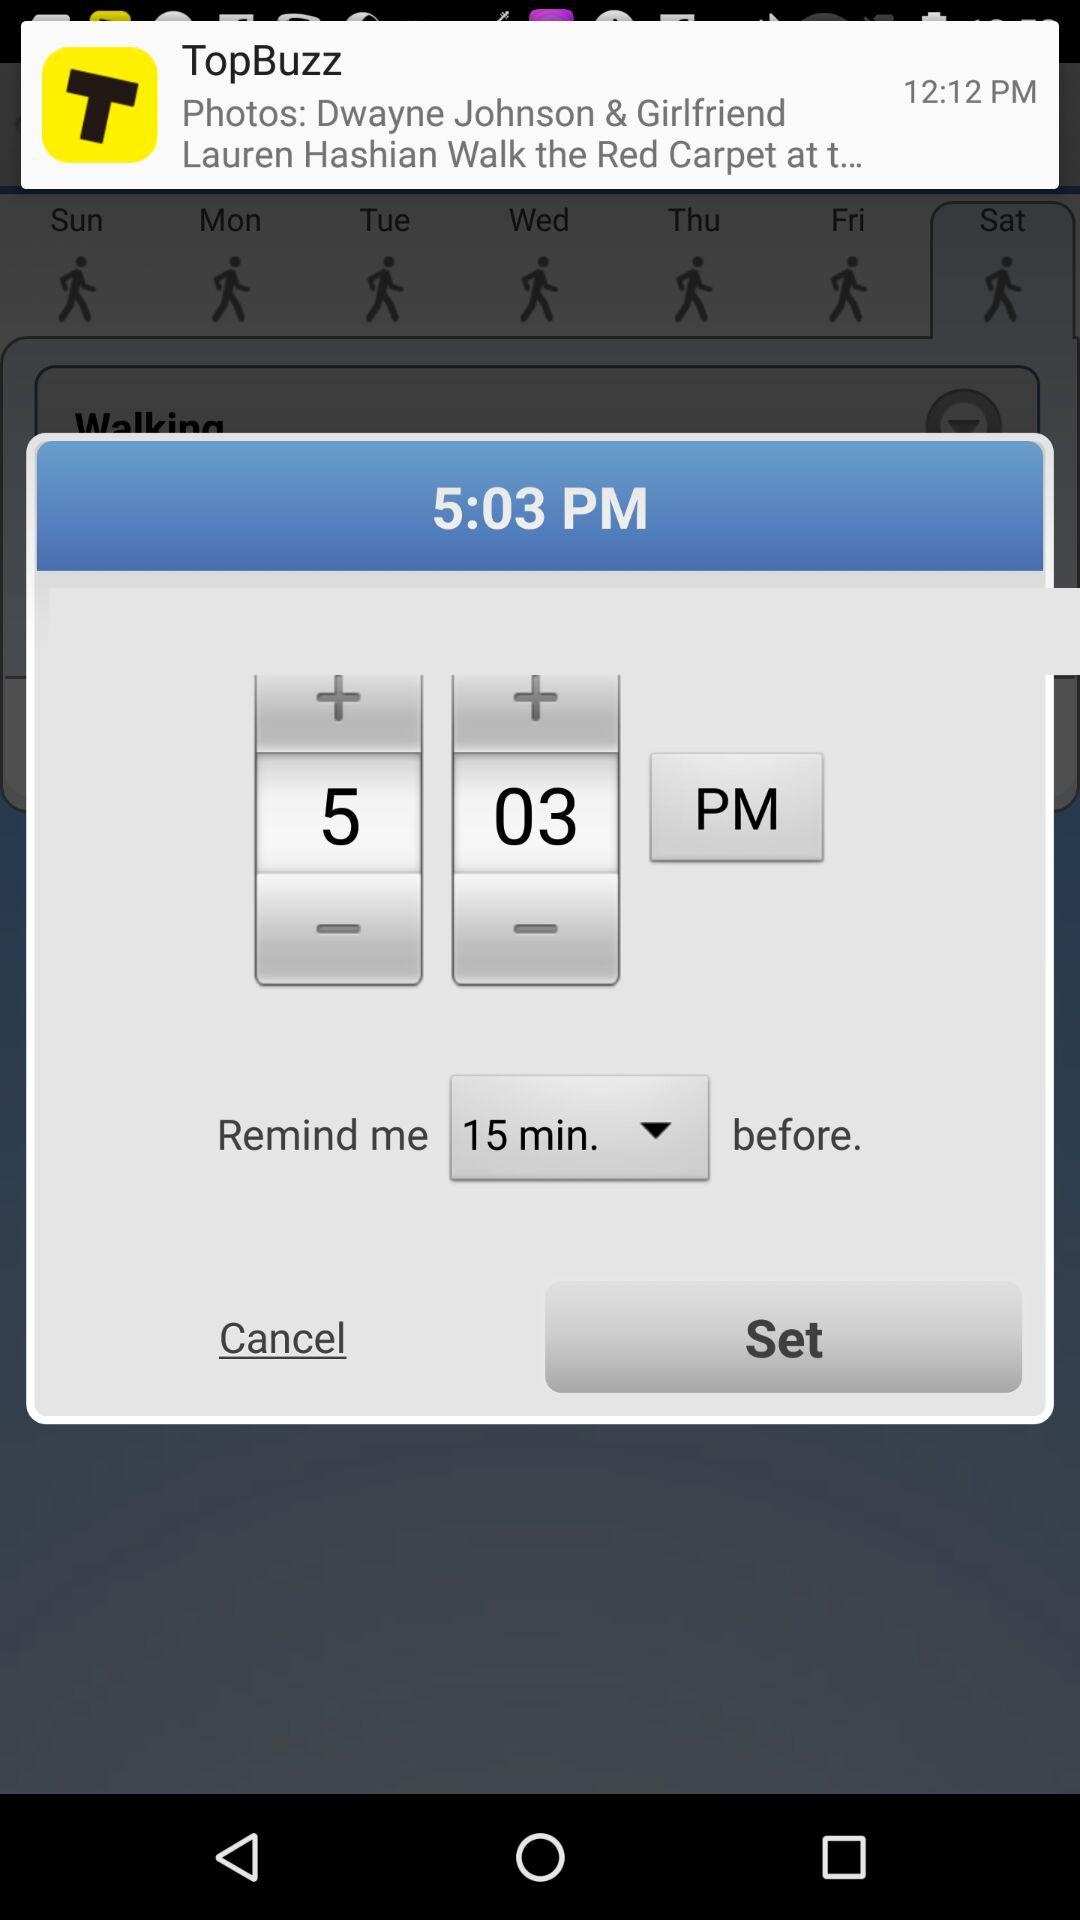 TopBuzz
12:12 PM
Photos: Dwayne Johnson & Girlfriend
Lauren Hashian Walk the Red Carpet at t...
Sun Mon Tue Wed Thu Fri Sat
Walking
5:03 PM
5 03 PM
Remind me 15 min. before.
Cancel Set